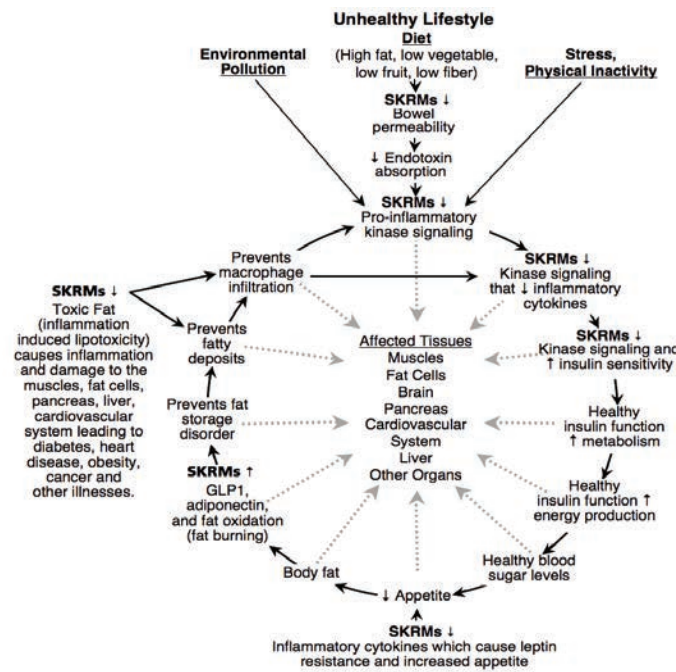 Unhealthy Lifestyle
Diet
(High fat, low vegetable,
low fruit, low fiber)
Environmental
Pollution
Stress,
Physical Inactivity
SKRMs ↓
Bowel
permeability
↓ Endotoxin
absorption
SKRMs ↓
Pro-inflammatory
kinase signaling
SKRMs ↓
Kinase signaling
that ↓ inflammatory
cytokines
SKRMs ↓
Kinase signaling and
↑ insulin sensitivity
Healthy
insulin function
↑ metabolism
Healthy
insulin function ↑
energy production
Healthy blood
sugar levels
↓ Appetite
SKRMs ↓
Inflammatory cytokines which cause leptin
resistance and increased appetite
Body fat
SKRMs ↑
GLP1,
adiponectin,
and fat oxidation
(fat burning)
Prevents fat
storage
disorder
Prevents
fatty
deposits
Prevents
macrophage
infiltration
SKRMs ↓
Toxic Fat
(inflammation
induced lipotoxicity)
causes inflammation
and damage to the
muscles, fat cells,
pancreas, liver,
cardiovascular
system leading to
diabetes, heart
disease, obesity,
cancer and
other illnesses.
Affected Tissues
Muscles
Fat Cells
Brain
Pancreas
Cardiovascular
System
Liver
Other Organs